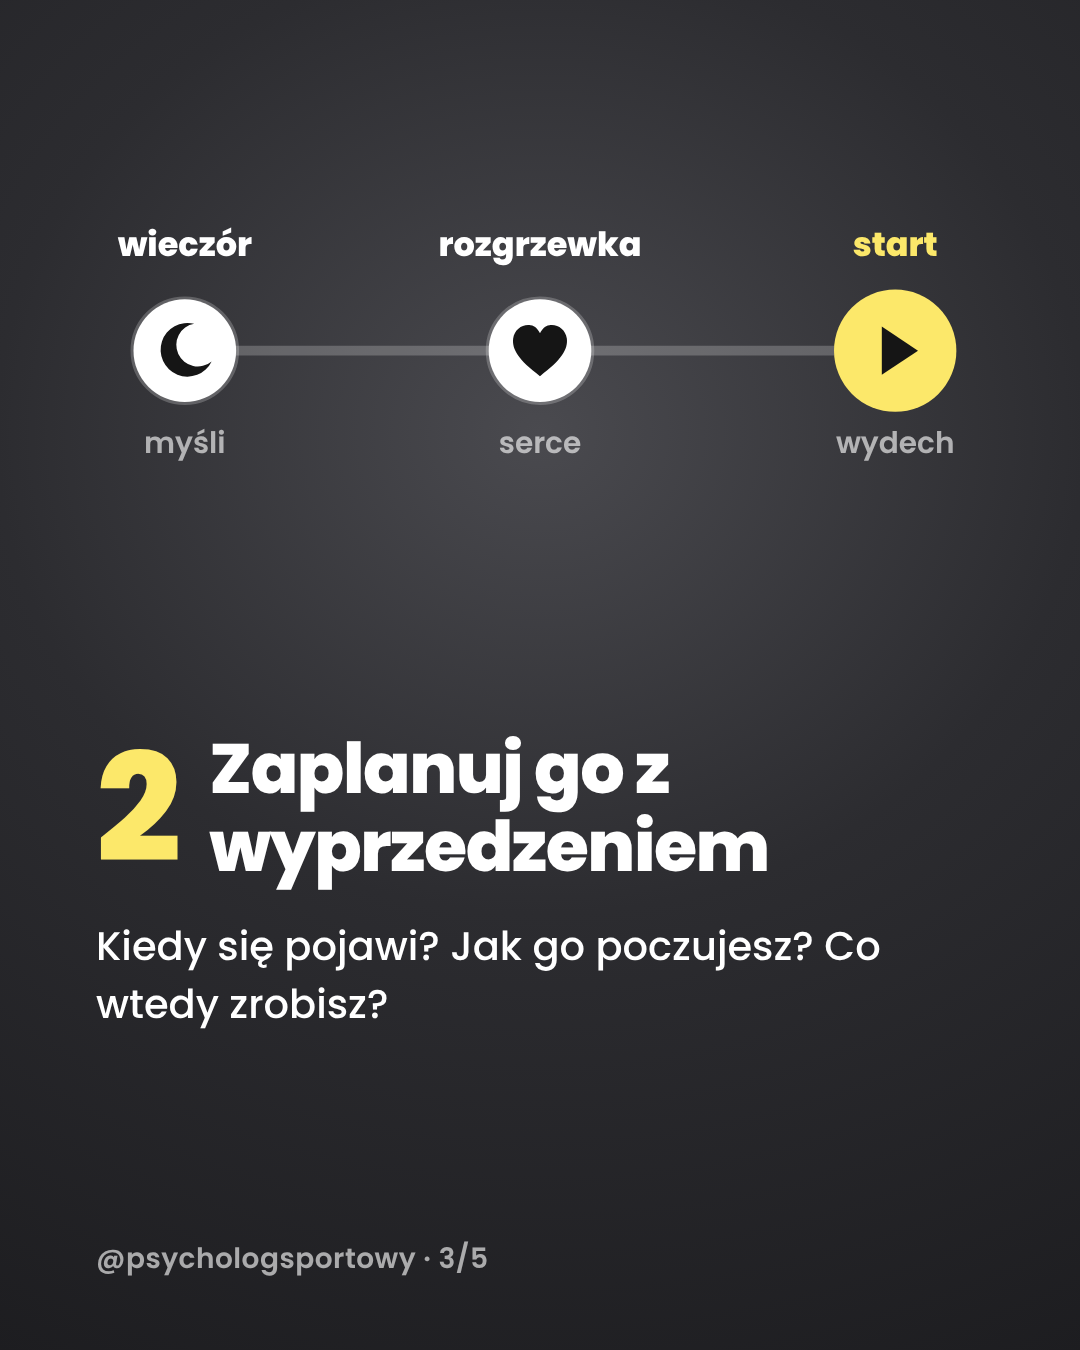 wieczór rozgrzewka start
myśli serce wydech
2 Zaplanuj go z
wyprzedzeniem
Kiedy się pojawi? Jak go poczujesz? Co
wtedy zrobisz?
@psychologsportowy · 3/5